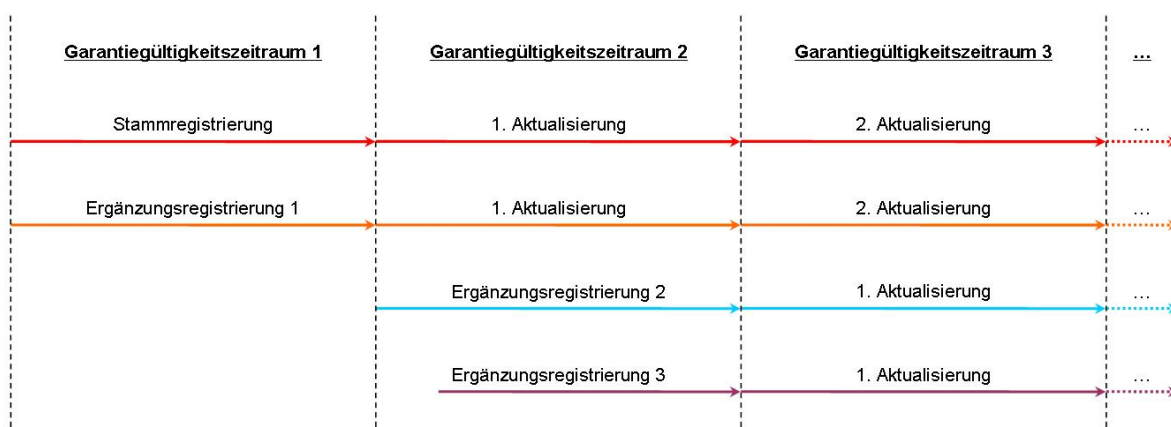 Garantiegültigkeitszeitraum 1 Garantiegültigkeitszeitraum 2 Garantiegültigkeitszeitraum 3 ...
Stammregistrierung 1. Aktualisierung 2. Aktualisierung ...
Ergänzungsregistrierung 1 1. Aktualisierung 2. Aktualisierung ...
Ergänzungsregistrierung 2 1. Aktualisierung ...
Ergänzungsregistrierung 3 1. Aktualisierung ...